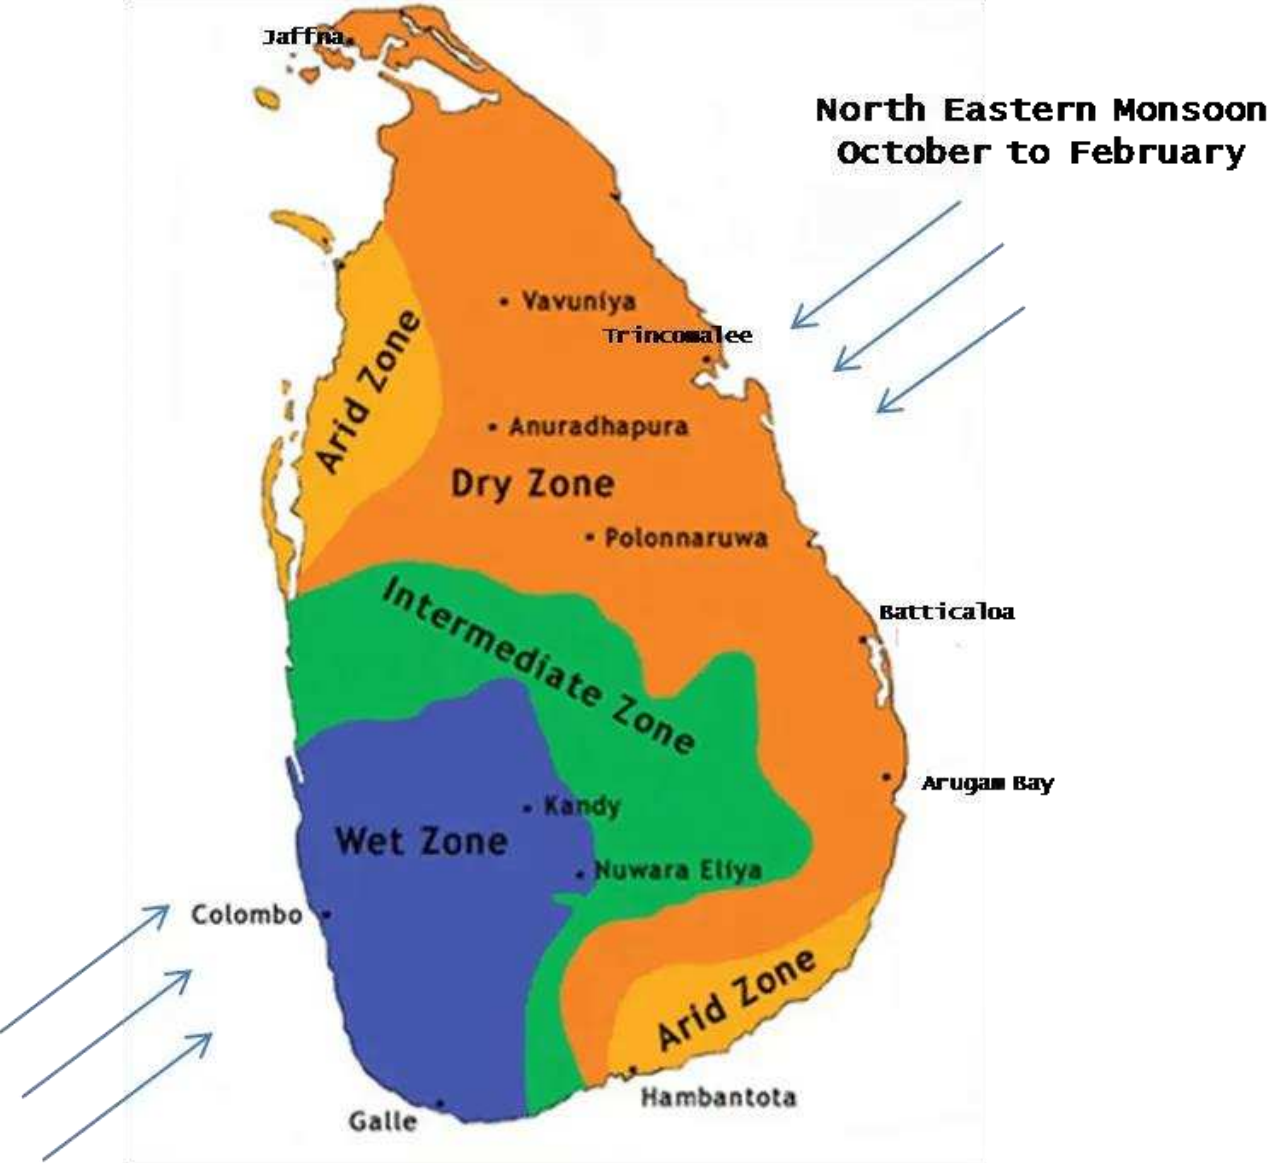 Jaffna
North Eastern Monsoon
October to February
Vavuniya
Trincomalee
Arid Zone
Anuradhapura
Dry Zone
Polonnaruwa
Intermediate Zone
Batticaloa
Arugam Bay
Kandy
Wet Zone
Nuwara Eliya
Colombo
Arid Zone
Hambantota
Galle